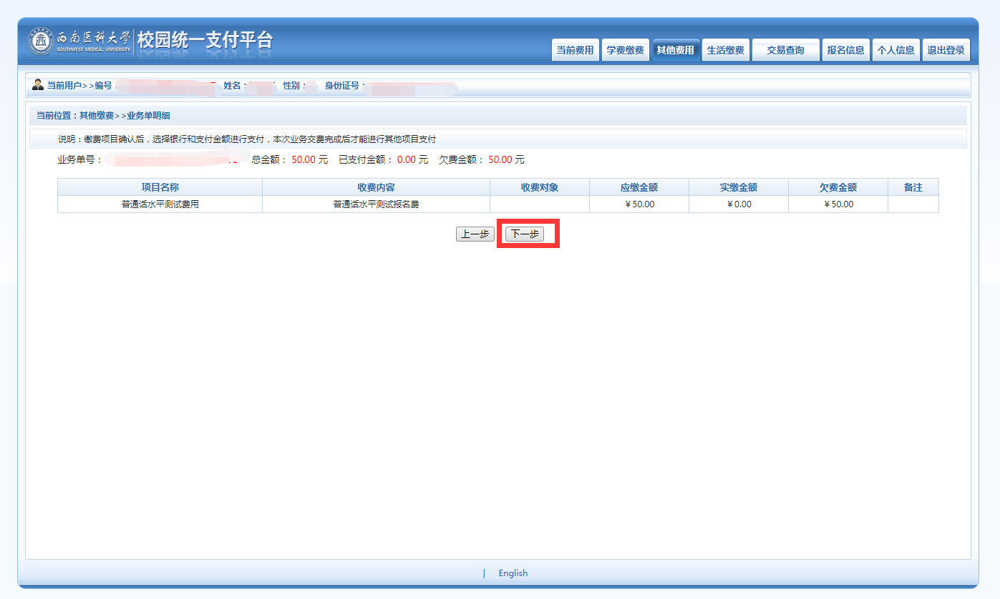 西南医科大学
SOUTHWEST MEDICAL UNIVERSITY
校园统一支付平台
当前费用 学费缴费 其他费用 生活缴费 交易查询 报名信息 个人信息 退出登录
当前用户>>编号 姓名： 性别： 身份证号：
当前位置：其他缴费>>业务单明细
说明：缴费项目确认后，选择银行和支付金额进行支付，本次业务交费完成后才能进行其他项目支付
业务单号： 总金额： 50.00 元 已支付金额： 0.00 元 欠费金额： 50.00 元
项目名称 收费内容 收费对象 应缴金额 实缴金额 欠费金额 备注
普通话水平测试费用 普通话水平测试报名费 ￥50.00 ￥0.00 ￥50.00
上一步 下一步
| English